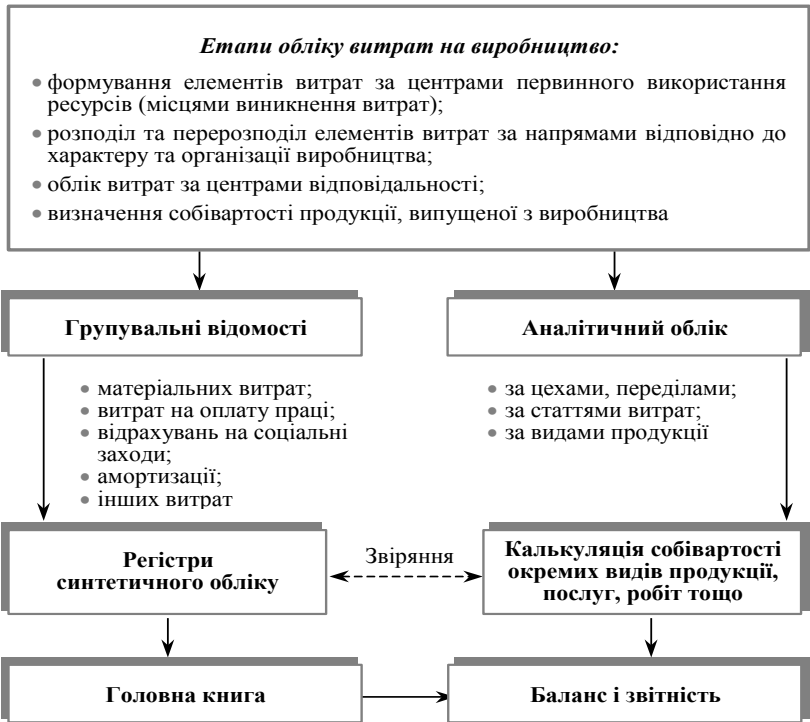 Етапи обліку витрат на виробництво:
• формування елементів витрат за центрами первинного використання
ресурсів (місцями виникнення витрат);
• розподіл та перерозподіл елементів витрат за напрямами відповідно до
характеру та організації виробництва;
• облік витрат за центрами відповідальності;
• визначення собівартості продукції, випущеної з виробництва
Групувальні відомості
Аналітичний облік
• матеріальних витрат;
• витрат на оплату праці;
• відрахувань на соціальні
заходи;
• амортизації;
• інших витрат
• за цехами, переділами;
• за статтями витрат;
• за видами продукції
Регістри
синтетичного обліку
Звіряння
Калькуляція собівартості
окремих видів продукції,
послуг, робіт тощо
Головна книга
Баланс і звітність